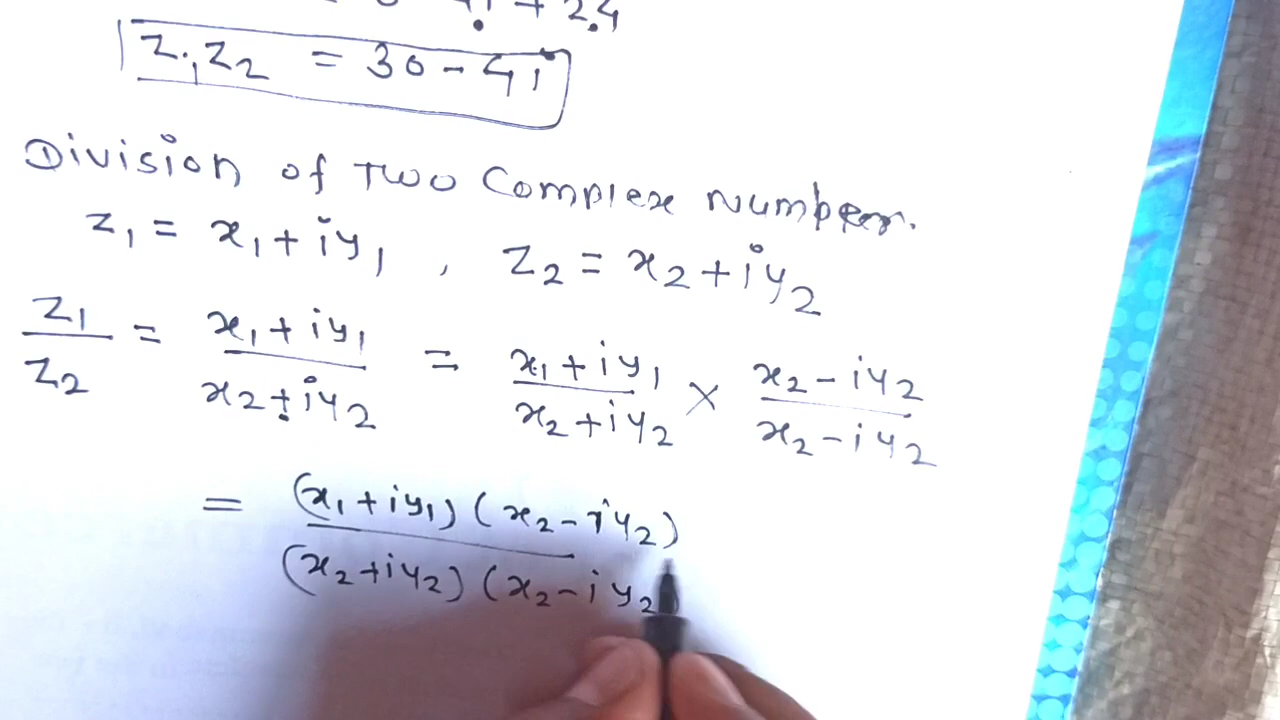 z₁z₂ = 30 - 4i
Division of Two Complex Number.
z₁ = x₁ + iy₁ , z₂ = x₂ + iy₂
z₁/z₂ = (x₁ + iy₁)/(x₂ + iy₂) = (x₁ + iy₁)/(x₂ + iy₂) × (x₂ - iy₂)/(x₂ - iy₂)
= (x₁ + iy₁)(x₂ - iy₂)/(x₂ + iy₂)(x₂ - iy₂